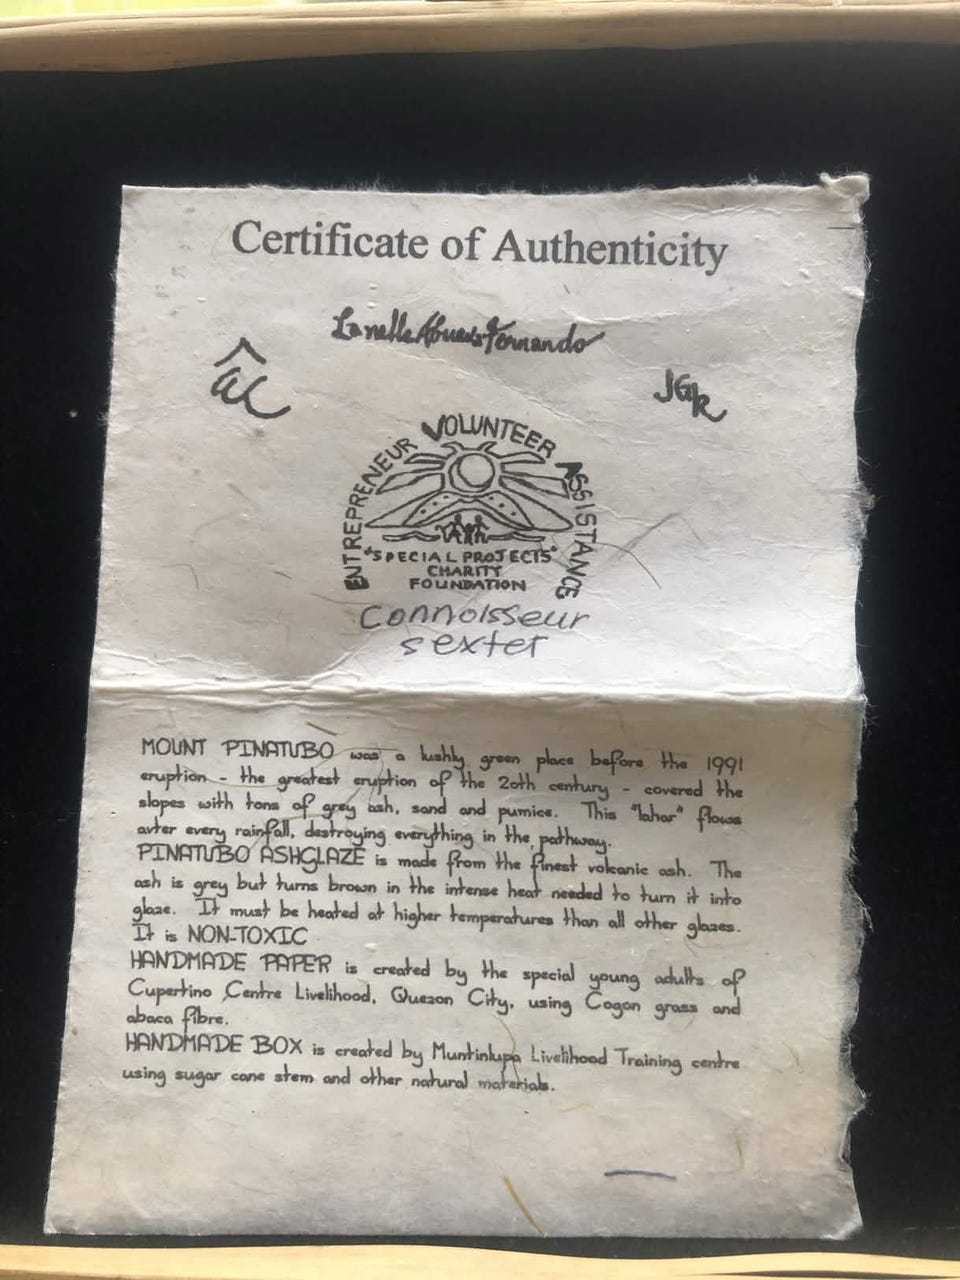 Certificate of Authenticity
Lanelle Abueva Fernando
JGR
ENTREPRENEUR VOLUNTEER ASSISTANCE
"SPECIAL PROJECTS"
CHARITY
FOUNDATION
Connoisseur
sextet
MOUNT PINATUBO was a lushly green place before the 1991
eruption - the greatest eruption of the 20th century - covered the
slopes with tons of grey ash, sand and pumice. This "lahar" flows
avter every rainfall, destroying everything in the pathway.
PINATUBO ASHGLAZE is made from the finest volcanic ash. The
ash is grey but turns brown in the intense heat needed to turn it into
glaze. It must be heated at higher temperatures than all other glazes.
It is NON-TOXIC
HANDMADE PAPER is created by the special young adults of
Cupertino Centre Livelihood, Quezon City, using Cogon grass and
abaca fibre.
HANDMADE BOX is created by Muntinlupa Livelihood Training centre
using sugar cane stem and other natural materials.